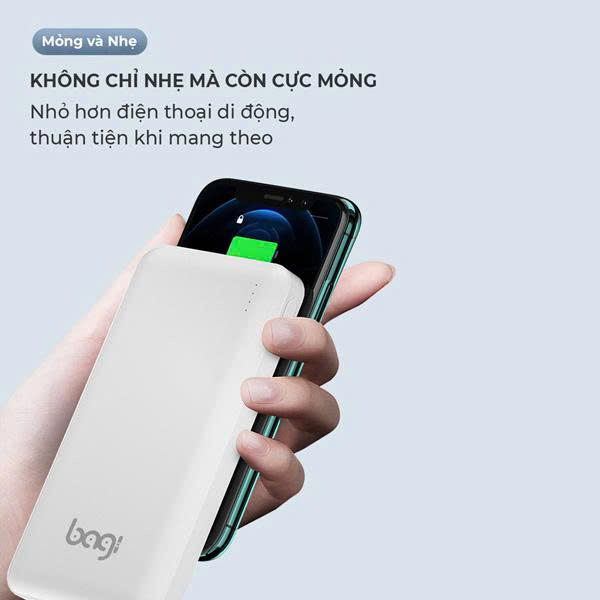 Mỏng và Nhẹ
KHÔNG CHỈ NHẸ MÀ CÒN CỰC MỎNG
Nhỏ hơn điện thoại di động,
thuận tiện khi mang theo
bagi